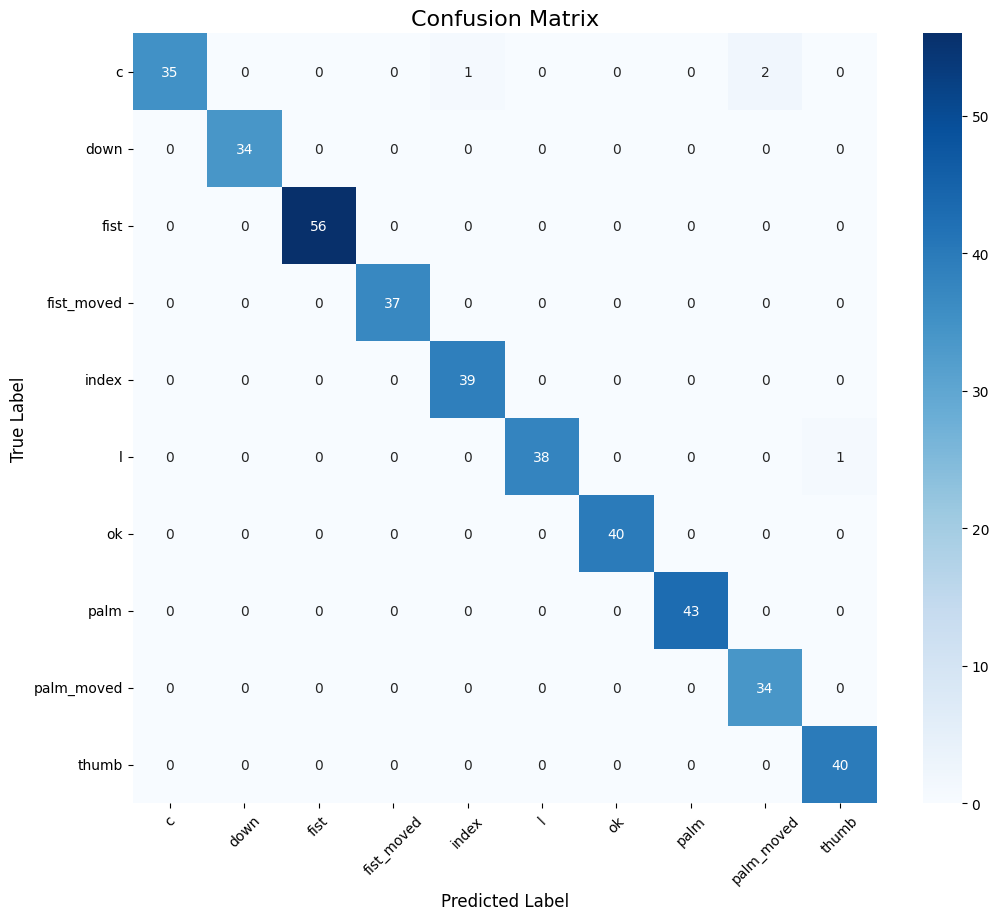 Confusion Matrix
c 35 0 0 0 1 0 0 0 2 0
down 0 34 0 0 0 0 0 0 0 0
fist 0 0 56 0 0 0 0 0 0 0
fist_moved 0 0 0 37 0 0 0 0 0 0
index 0 0 0 0 39 0 0 0 0 0
l 0 0 0 0 0 38 0 0 0 1
ok 0 0 0 0 0 0 40 0 0 0
palm 0 0 0 0 0 0 0 43 0 0
palm_moved 0 0 0 0 0 0 0 0 34 0
thumb 0 0 0 0 0 0 0 0 0 40
c down fist fist_moved index l ok palm palm_moved thumb
Predicted Label
True Label
50
40
30
20
10
0